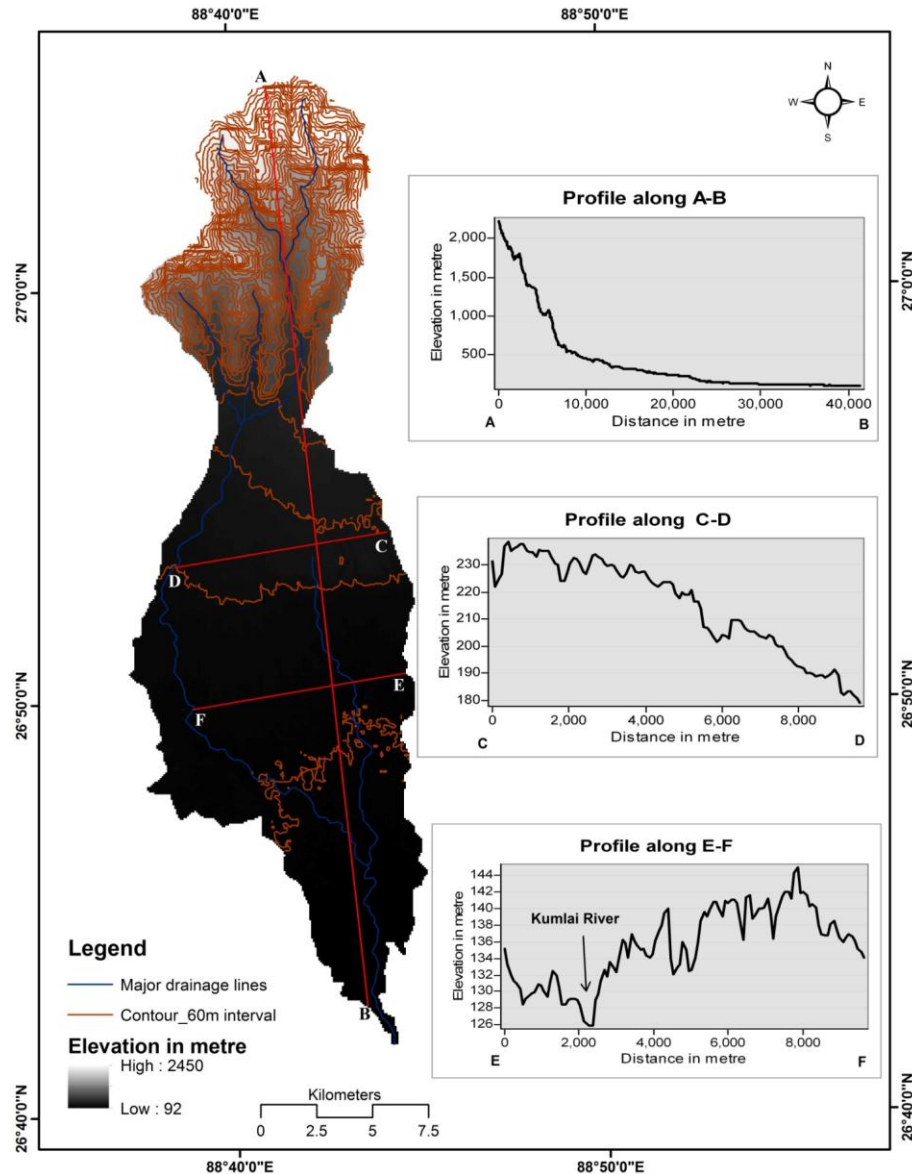 88°40'0"E 88°50'0"E
N
W E
S
A
27°0'0"N
27°0'0"N
Profile along A-B
Elevation in metre
2,000
1,500
1,000
500
0 10,000 20,000 30,000 40,000
A Distance in metre B
C
D
Profile along C-D
Elevation in metre
230
220
210
200
190
180
0 2,000 4,000 6,000 8,000
C Distance in metre D
E
F
26°50'0"N
26°50'0"N
Profile along E-F
Elevation in metre
144
142
140
136
133
130
128
126
Kumlai River
0 2,000 4,000 6,000 8,000
E Distance in metre F
B
Legend
Major drainage lines
Contour_60m interval
Elevation in metre
High : 2450
Low : 92
Kilometers
0 2.5 5 7.5
26°40'0"N
26°40'0"N
88°40'0"E 88°50'0"E